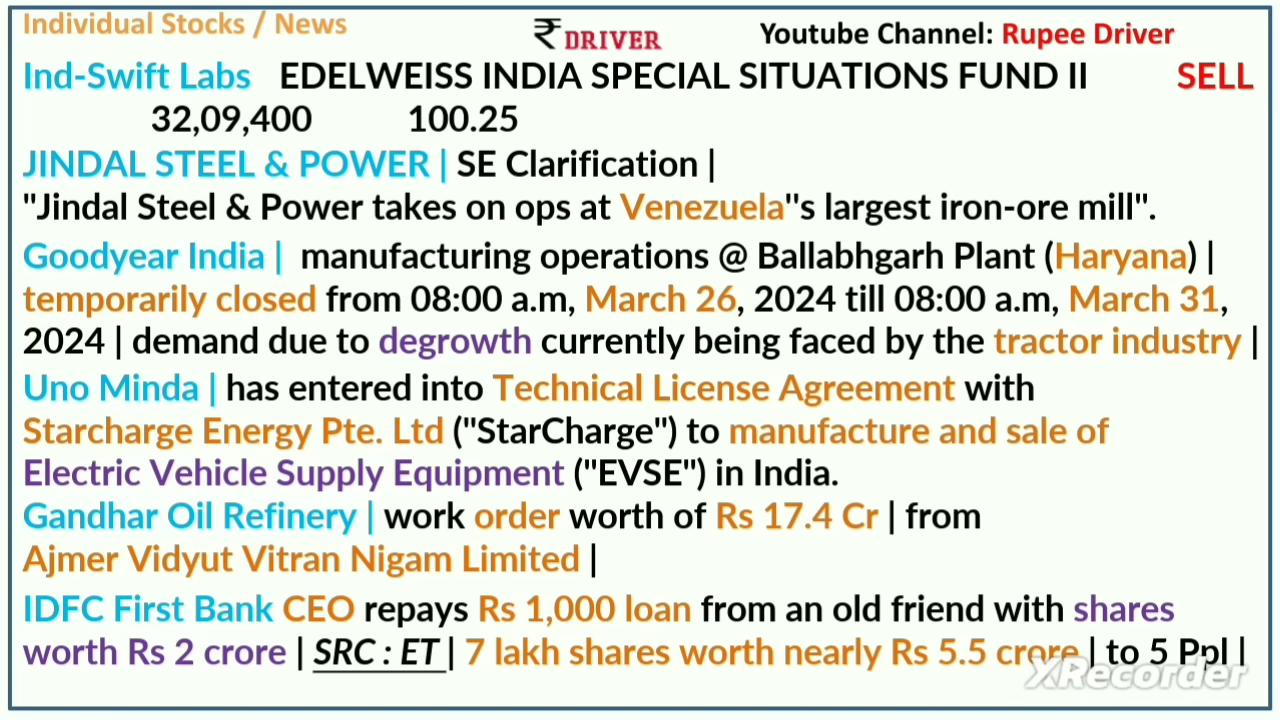 Individual Stocks / News
₹ DRIVER
Youtube Channel: Rupee Driver
Ind-Swift Labs EDELWEISS INDIA SPECIAL SITUATIONS FUND II SELL
32,09,400 100.25
JINDAL STEEL & POWER | SE Clarification |
"Jindal Steel & Power takes on ops at Venezuela"s largest iron-ore mill".
Goodyear India | manufacturing operations @ Ballabhgarh Plant (Haryana) |
temporarily closed from 08:00 a.m, March 26, 2024 till 08:00 a.m, March 31,
2024 | demand due to degrowth currently being faced by the tractor industry |
Uno Minda | has entered into Technical License Agreement with
Starcharge Energy Pte. Ltd ("StarCharge") to manufacture and sale of
Electric Vehicle Supply Equipment ("EVSE") in India.
Gandhar Oil Refinery | work order worth of Rs 17.4 Cr | from
Ajmer Vidyut Vitran Nigam Limited |
IDFC First Bank CEO repays Rs 1,000 loan from an old friend with shares
worth Rs 2 crore | SRC : ET | 7 lakh shares worth nearly Rs 5.5 crore | to 5 Ppl |
XRecorder